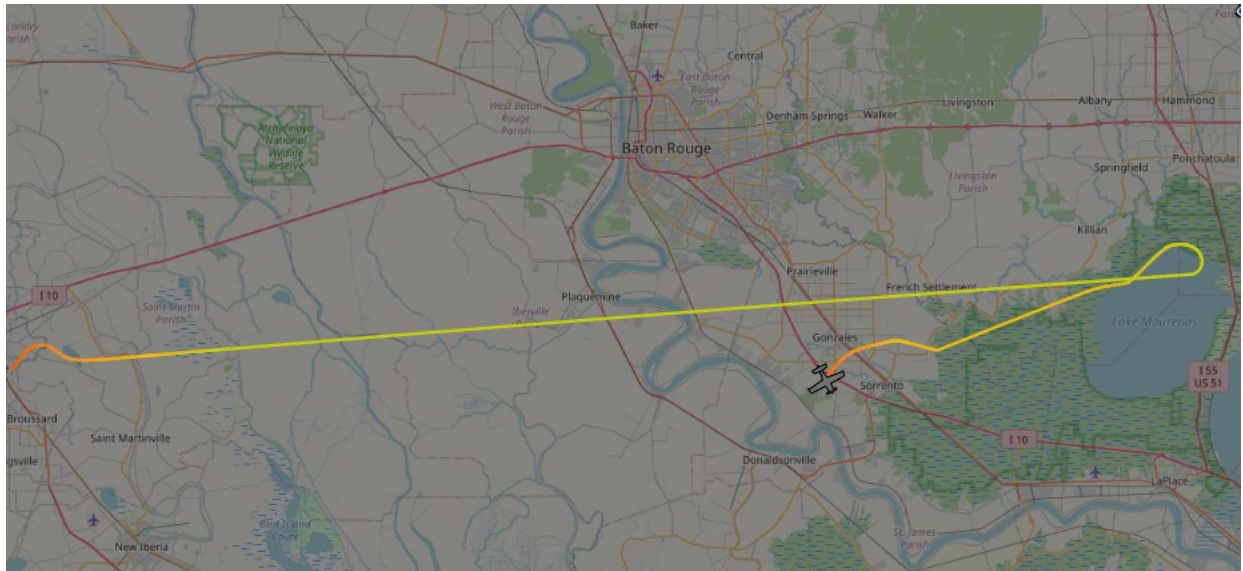 Landry
Parish
Baker
Central
East Baton
Rouge
Parish
West Baton
Rouge
Parish
Denham Springs
Walker
Livingston
Albany
Hammond
Atchafalaya
National
Wildlife
Reserve
Baton Rouge
Springfield
Ponchatoula
Livingston
Parish
Killian
I 10
Saint Martin
Parish
Plaquemine
Iberville
Parish
Prairieville
French Settlement
Gonzales
Lake Maurepas
Sorrento
I 55
US 51
Broussard
Saint Martinville
gsville
I 10
Donaldsonville
LaPlace
Bird Island
Chute
New Iberia
St. James
Parish